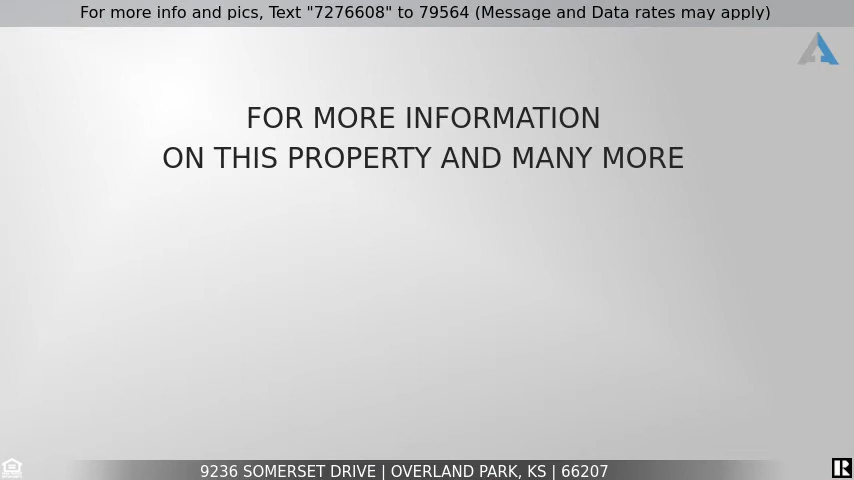 For more info and pics, Text "7276608" to 79564 (Message and Data rates may apply)
FOR MORE INFORMATION
ON THIS PROPERTY AND MANY MORE
9236 SOMERSET DRIVE | OVERLAND PARK, KS | 66207